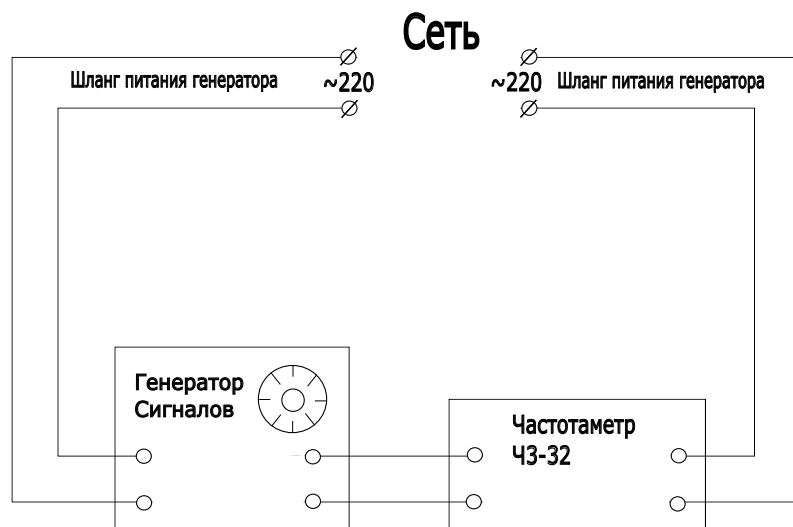 Сеть
Шланг питания генератора
~220
~220
Шланг питания генератора
Генератор
Сигналов
Частотаметр
ЧЗ-32